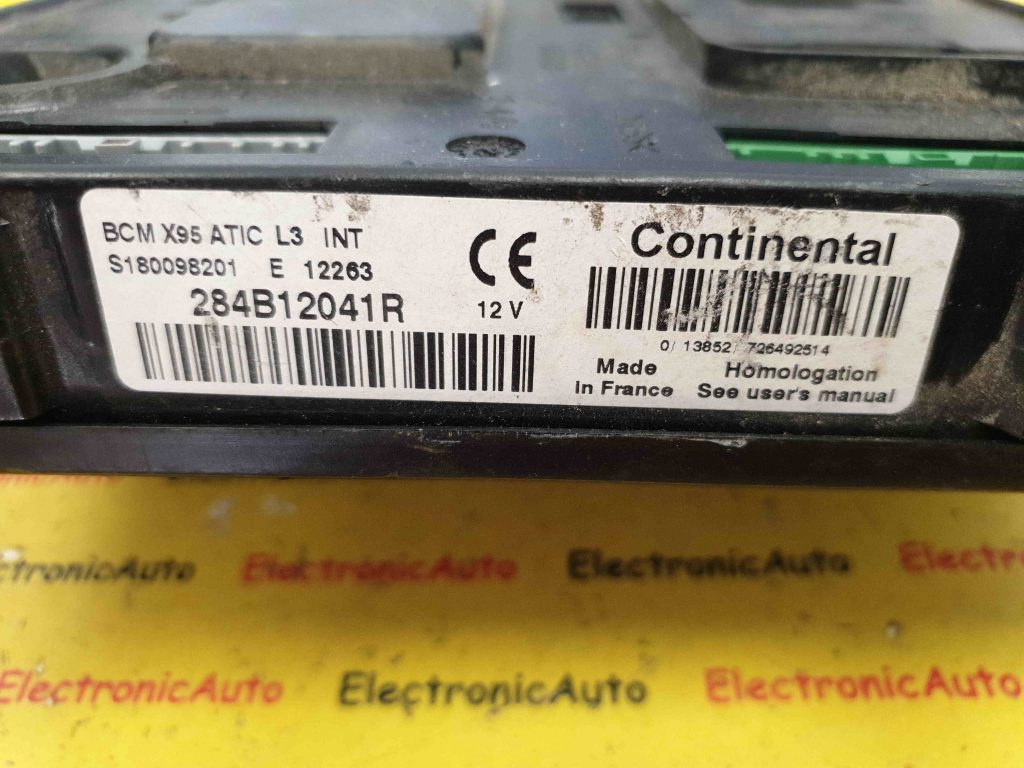 BCM X95 ATIC L3 INT
S180098201 E 12263
284B12041R
CE
12 V
Continental
0/ 13852/ 726492514
Made
In France
Homologation
See user's manual
ElectronicAuto ElectronicAuto ElectronicAuto ElectronicAuto
ElectronicAuto ElectronicAuto ElectronicAuto